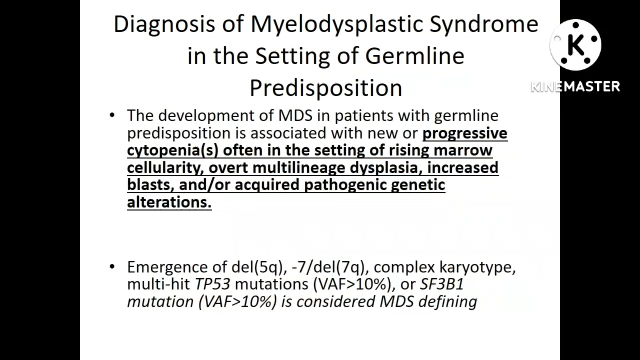 Diagnosis of Myelodysplastic Syndrome
in the Setting of Germline
Predisposition
• The development of MDS in patients with germline
predisposition is associated with new or progressive
cytopenia(s) often in the setting of rising marrow
cellularity, overt multilineage dysplasia, increased
blasts, and/or acquired pathogenic genetic
alterations.
• Emergence of del(5q), -7/del(7q), complex karyotype,
multi-hit TP53 mutations (VAF>10%), or SF3B1
mutation (VAF>10%) is considered MDS defining
K
KINEMASTER